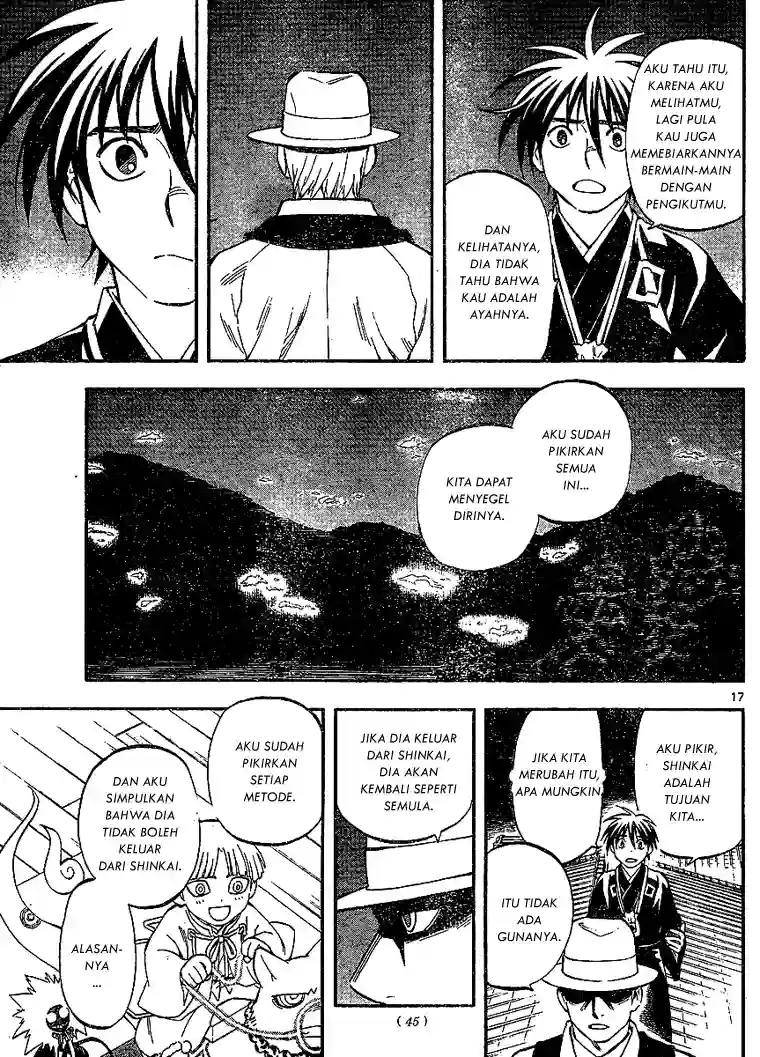 AKU TAHU ITU,
KARENA AKU
MELIHATMU,
LAGI PULA
KAU JUGA
MEMEBIARKANNYA
BERMAIN-MAIN
DENGAN
PENGIKUTMU.
DAN
KELIHATANYA,
DIA TIDAK
TAHU BAHWA
KAU ADALAH
AYAHNYA.
AKU SUDAH
PIKIRKAN
SEMUA
INI...
KITA DAPAT
MENYEGEL
DIRINYA.
17
AKU PIKIR,
SHINKAI
ADALAH
TUJUAN
KITA...
JIKA KITA
MERUBAH ITU,
APA MUNGKIN.
ITU TIDAK
ADA
GUNANYA.
JIKA DIA KELUAR
DARI SHINKAI,
DIA AKAN
KEMBALI SEPERTI
SEMULA.
AKU SUDAH
PIKIRKAN
SETIAP
METODE.
DAN AKU
SIMPULKAN
BAHWA DIA
TIDAK BOLEH
KELUAR
DARI SHINKAI.
ALASAN-
NYA
...
( 45 )